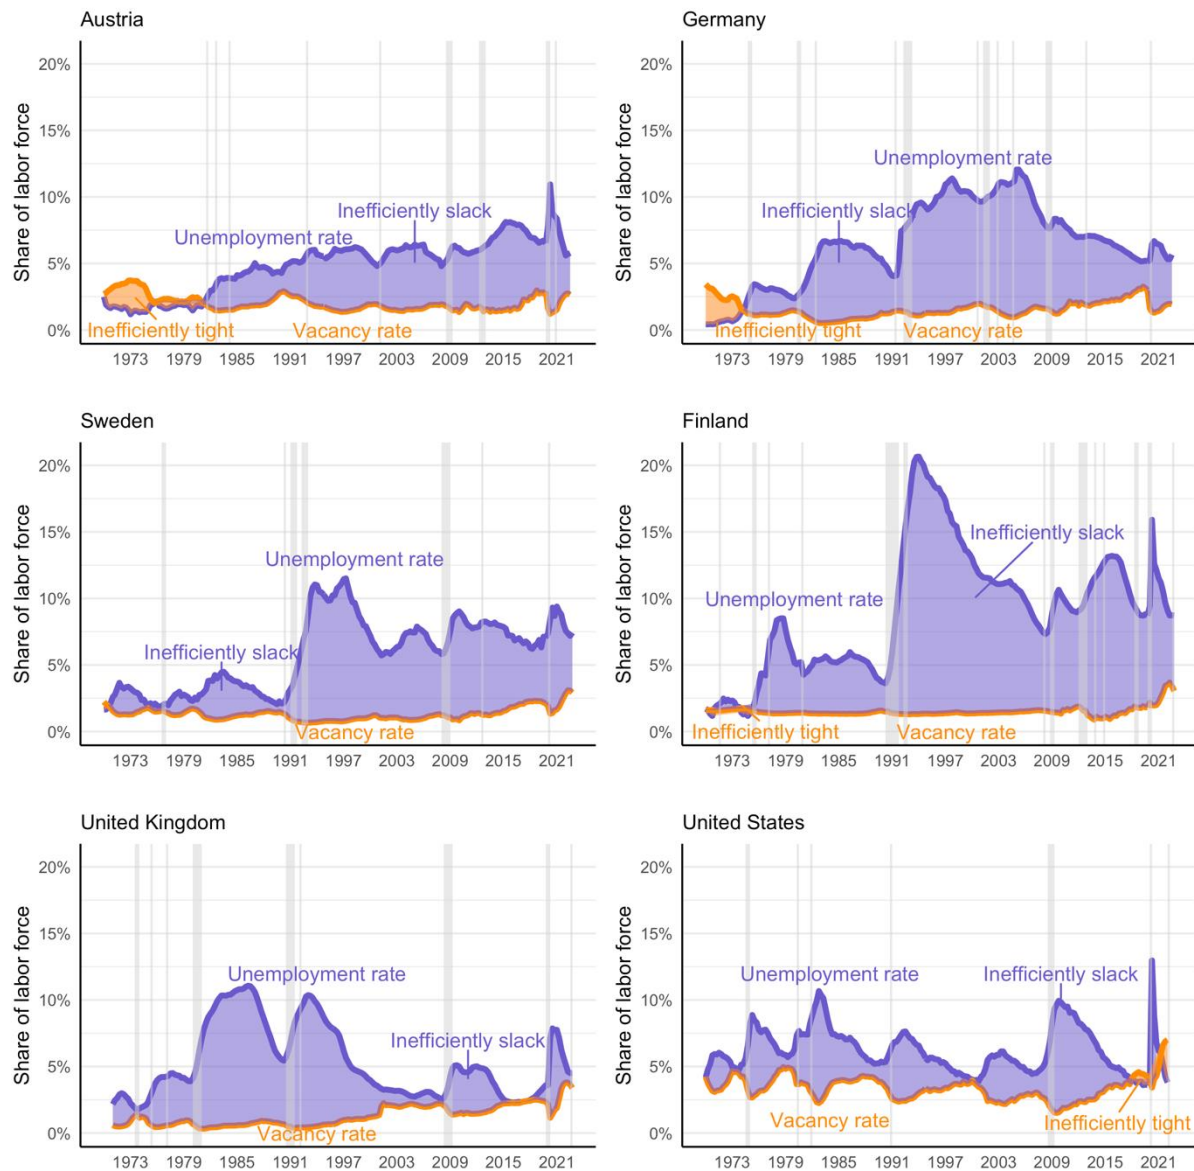 Austria
Share of labor force
20%
15%
10%
5%
0%
Inefficiently slack
Unemployment rate
Inefficiently tight
Vacancy rate
1973 1979 1985 1991 1997 2003 2009 2015 2021
Germany
Share of labor force
20%
15%
10%
5%
0%
Unemployment rate
Inefficiently slack
Inefficiently tight
Vacancy rate
1973 1979 1985 1991 1997 2003 2009 2015 2021
Sweden
Share of labor force
20%
15%
10%
5%
0%
Unemployment rate
Inefficiently slack
Vacancy rate
1973 1979 1985 1991 1997 2003 2009 2015 2021
Finland
Share of labor force
20%
15%
10%
5%
0%
Inefficiently slack
Unemployment rate
Inefficiently tight
Vacancy rate
1973 1979 1985 1991 1997 2003 2009 2015 2021
United Kingdom
Share of labor force
20%
15%
10%
5%
0%
Unemployment rate
Inefficiently slack
Vacancy rate
1973 1979 1985 1991 1997 2003 2009 2015 2021
United States
Share of labor force
20%
15%
10%
5%
0%
Unemployment rate
Inefficiently slack
Vacancy rate
Inefficiently tight
1973 1979 1985 1991 1997 2003 2009 2015 2021